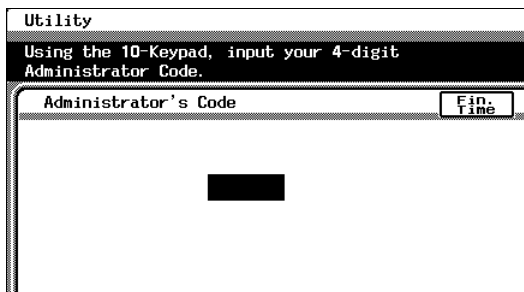 Utility
Using the 10-Keypad, input your 4-digit
Administrator Code.
Administrator's Code
Fin.
Time